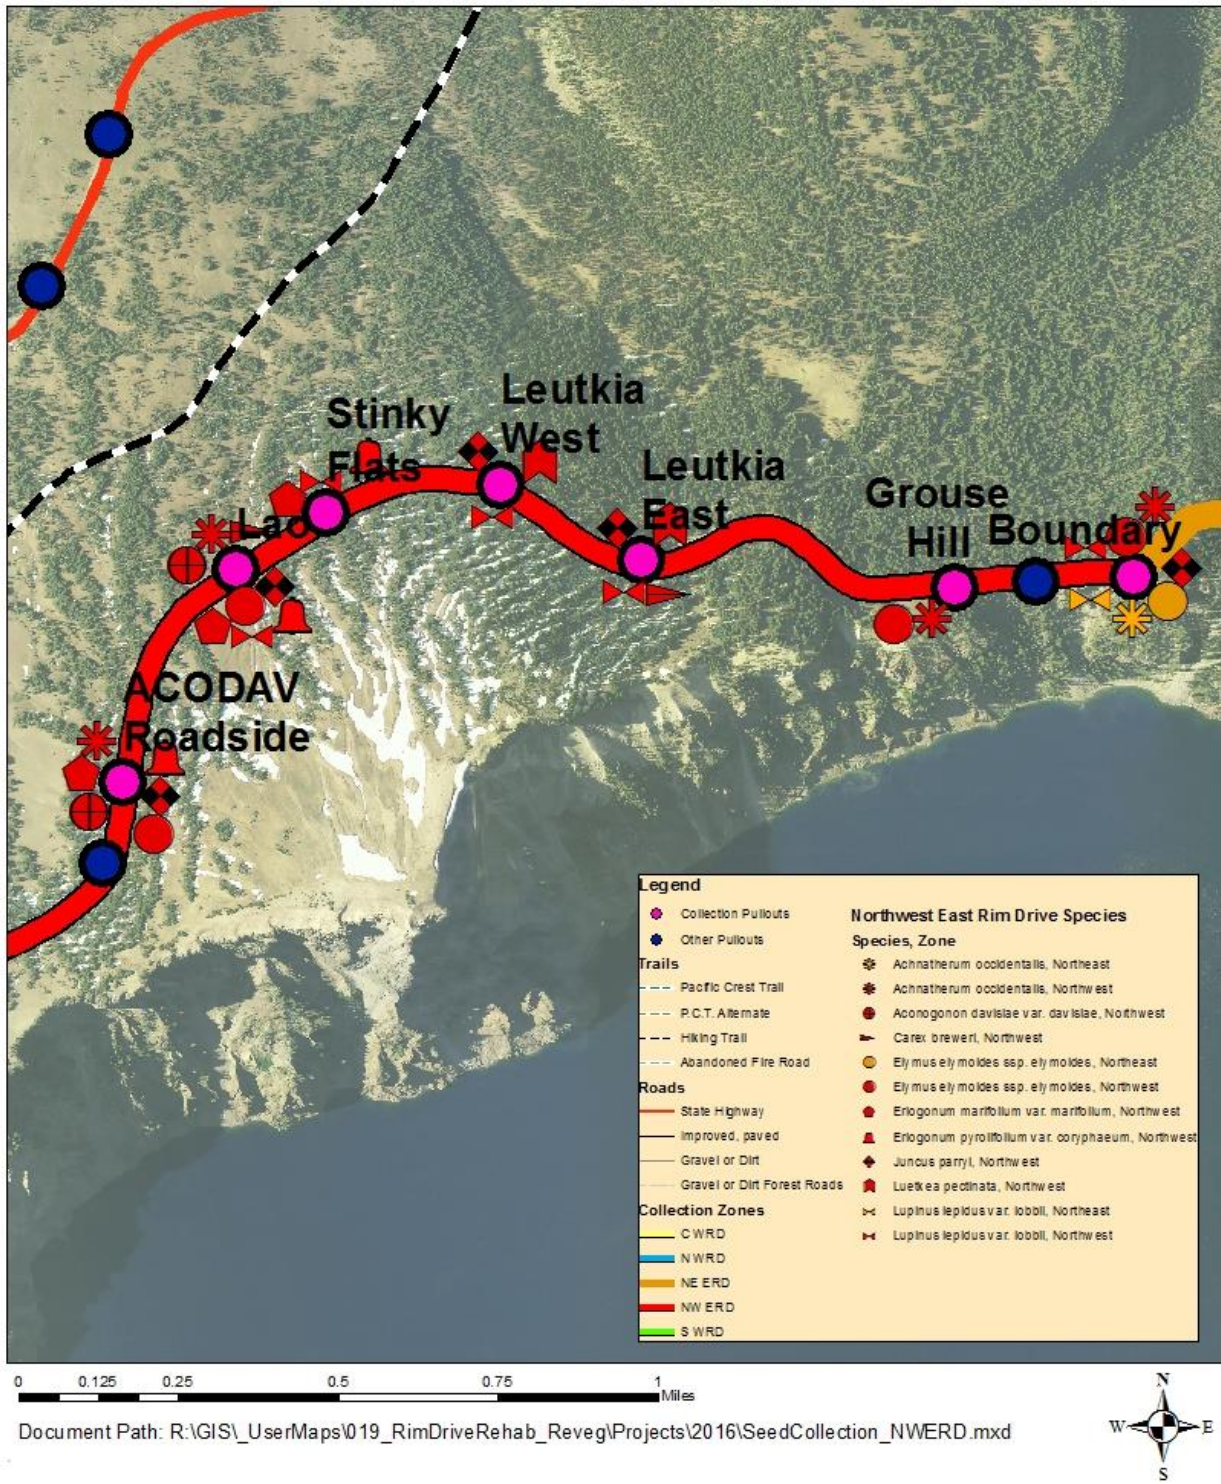 Leutkia
West
Stinky
Flats
Leutkia
East
Grouse
Hill
Boundary
Lao
ACODAV
Roadside
Legend
Collection Pullouts
Other Pullouts
Trails
Pacific Crest Trail
P.C.T. Alternate
Hiking Trail
Abandoned Fire Road
Roads
State Highway
Improved, paved
Gravel or Dirt
Gravel or Dirt Forest Roads
Collection Zones
CWRD
NWRD
NE ERD
NW ERD
SWRD
Northwest East Rim Drive Species
Species, Zone
Achnatherum occidentalis, Northeast
Achnatherum occidentalis, Northwest
Aconogonon davisiae var. davisiae, Northwest
Carex breweri, Northwest
Elymus elymoides ssp. elymoides, Northeast
Elymus elymoides ssp. elymoides, Northwest
Eriogonum marifolium var. marifolium, Northwest
Eriogonum pyrolifolium var. coryphaeum, Northwest
Juncus parryi, Northwest
Luetkea pectinata, Northwest
Lupinus lepidus var. lobbii, Northeast
Lupinus lepidus var. lobbii, Northwest
0 0.125 0.25 0.5 0.75 1
Miles
Document Path: R:\GIS\_UserMaps\019_RimDriveRehab_Reveg\Projects\2016\SeedCollection_NWERD.mxd
N
W E
S